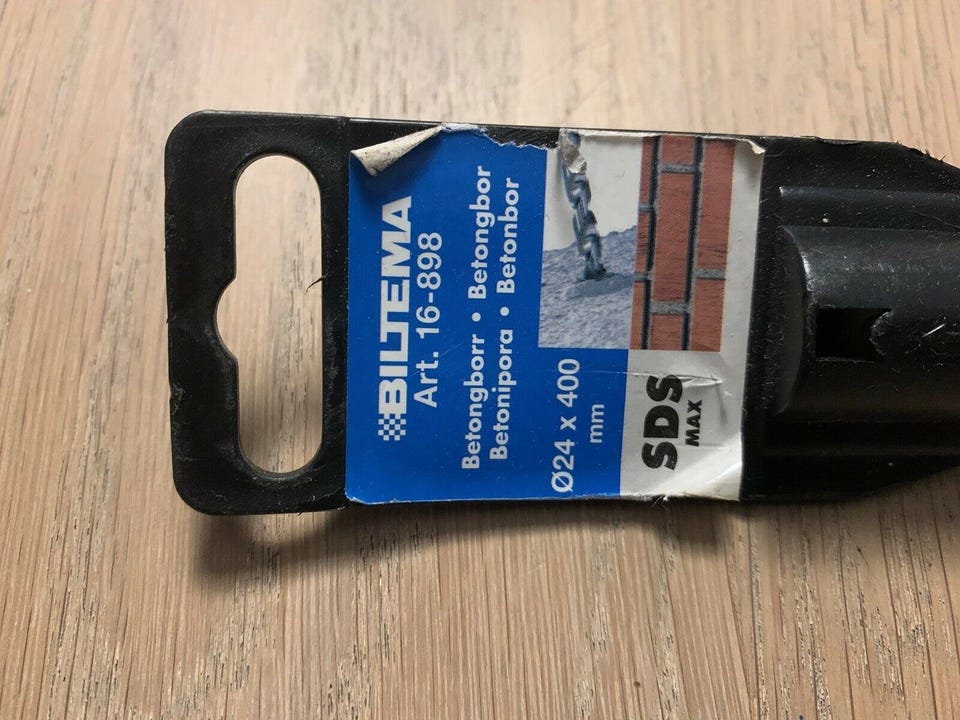 BILTEMA
Art. 16-898
Betongborr • Betongbor
Betonipora • Betonbor
Ø24 x 400
mm
SDS
MAX